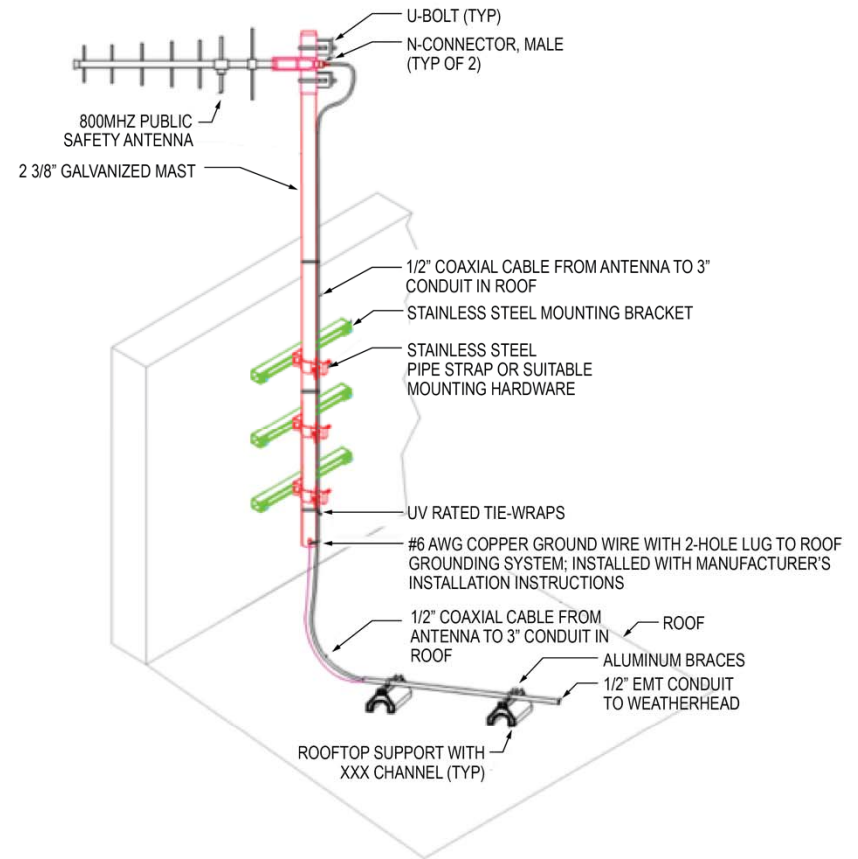 U-BOLT (TYP)
N-CONNECTOR, MALE
(TYP OF 2)
800MHZ PUBLIC
SAFETY ANTENNA
2 3/8” GALVANIZED MAST
1/2” COAXIAL CABLE FROM ANTENNA TO 3”
CONDUIT IN ROOF
STAINLESS STEEL MOUNTING BRACKET
STAINLESS STEEL
PIPE STRAP OR SUITABLE
MOUNTING HARDWARE
UV RATED TIE-WRAPS
#6 AWG COPPER GROUND WIRE WITH 2-HOLE LUG TO ROOF
GROUNDING SYSTEM; INSTALLED WITH MANUFACTURER’S
INSTALLATION INSTRUCTIONS
1/2” COAXIAL CABLE FROM
ANTENNA TO 3” CONDUIT IN
ROOF
ROOF
ALUMINUM BRACES
1/2” EMT CONDUIT
TO WEATHERHEAD
ROOFTOP SUPPORT WITH
XXX CHANNEL (TYP)